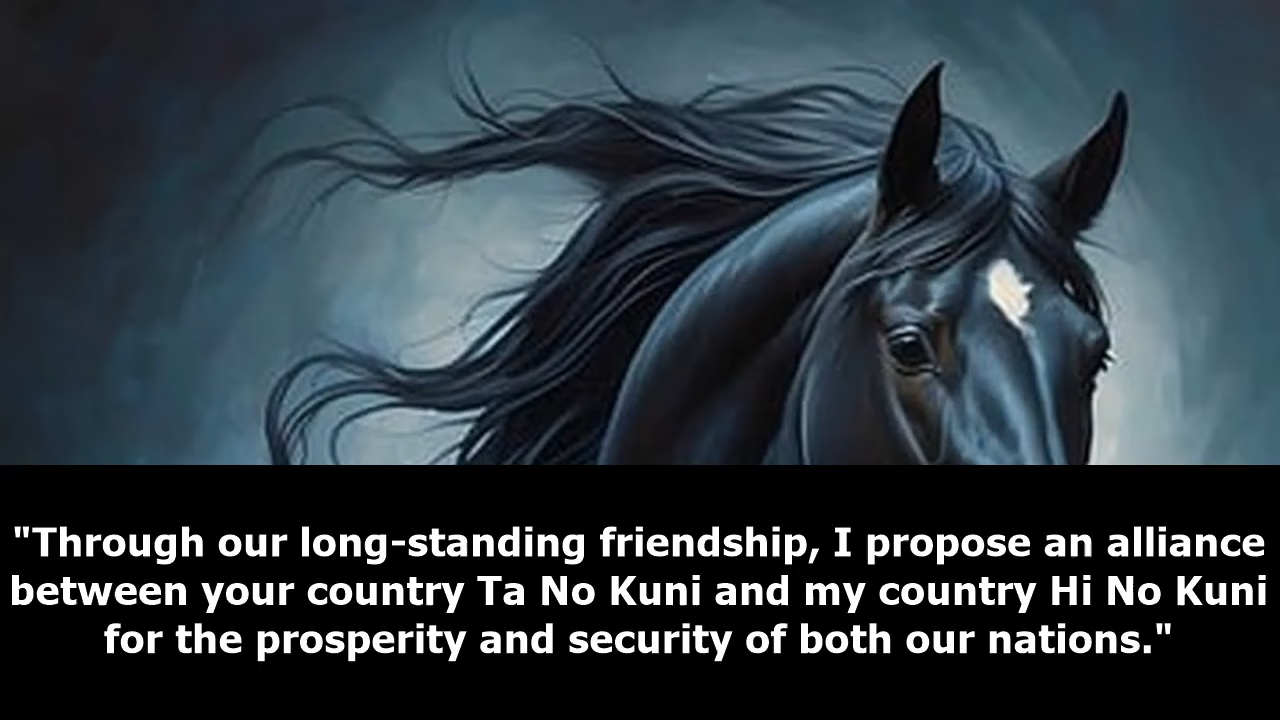 "Through our long-standing friendship, I propose an alliance
between your country Ta No Kuni and my country Hi No Kuni
for the prosperity and security of both our nations."